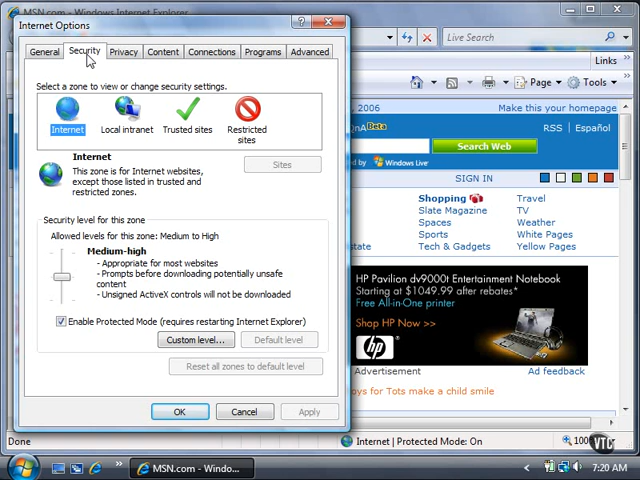 MSN.com - Windows Internet Explorer
Internet Options
General
Security
Privacy
Content
Connections
Programs
Advanced
Select a zone to view or change security settings.
Internet
Local intranet
Trusted sites
Restricted
sites
Internet
This zone is for Internet websites,
except those listed in trusted and
restricted zones.
Sites
Security level for this zone
Allowed levels for this zone: Medium to High
Medium-high
- Appropriate for most websites
- Prompts before downloading potentially unsafe
content
- Unsigned ActiveX controls will not be downloaded
Enable Protected Mode (requires restarting Internet Explorer)
Custom level...
Default level
Reset all zones to default level
OK
Cancel
Apply
Live Search
Links
Page
Tools
, 2006
Make this your homepage
QnA Beta
RSS
Español
Search Web
Windows Live
SIGN IN
Shopping
Travel
Slate Magazine
TV
Spaces
Weather
Sports
White Pages
Tech & Gadgets
Yellow Pages
HP Pavilion dv9000t Entertainment Notebook
Starting at $1049.99 after rebates*
Free All-in-One printer
Shop HP Now >>
hp
Advertisement
Ad feedback
oys for Tots make a child smile
Done
Internet | Protected Mode: On
100%
VTC
MSN.com - Windo...
7:20 AM